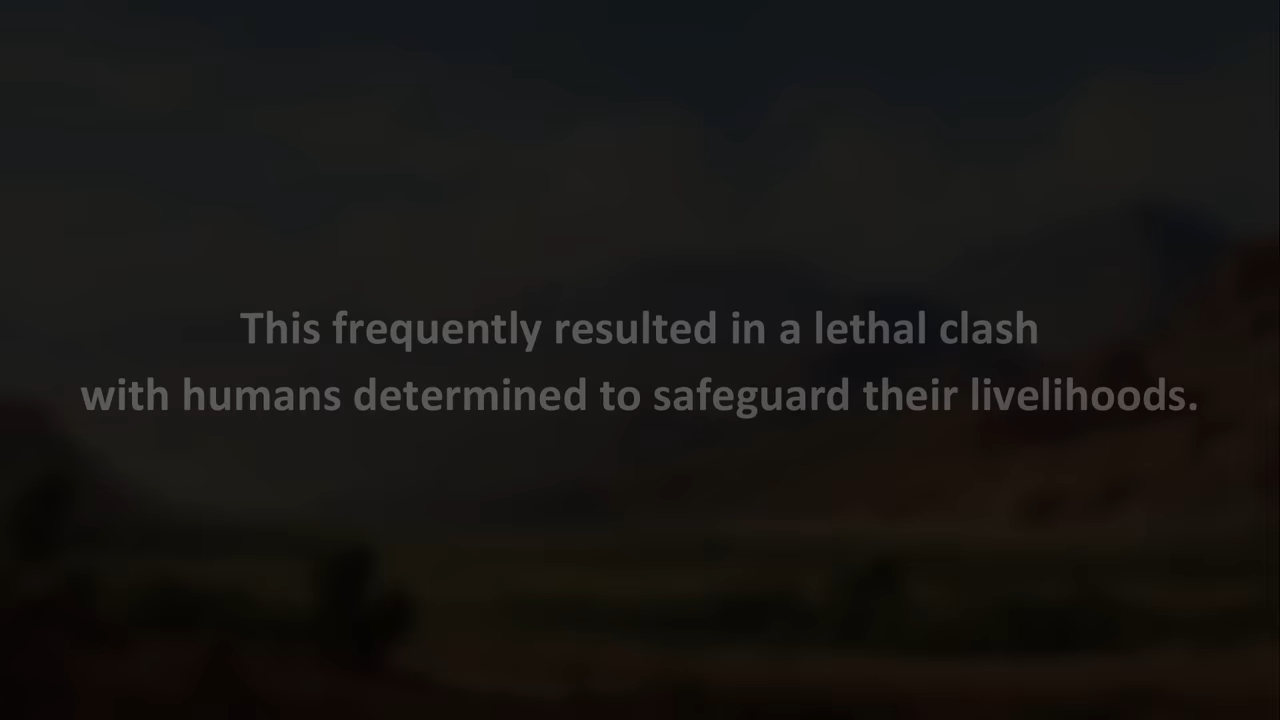 This frequently resulted in a lethal clash
with humans determined to safeguard their livelihoods.